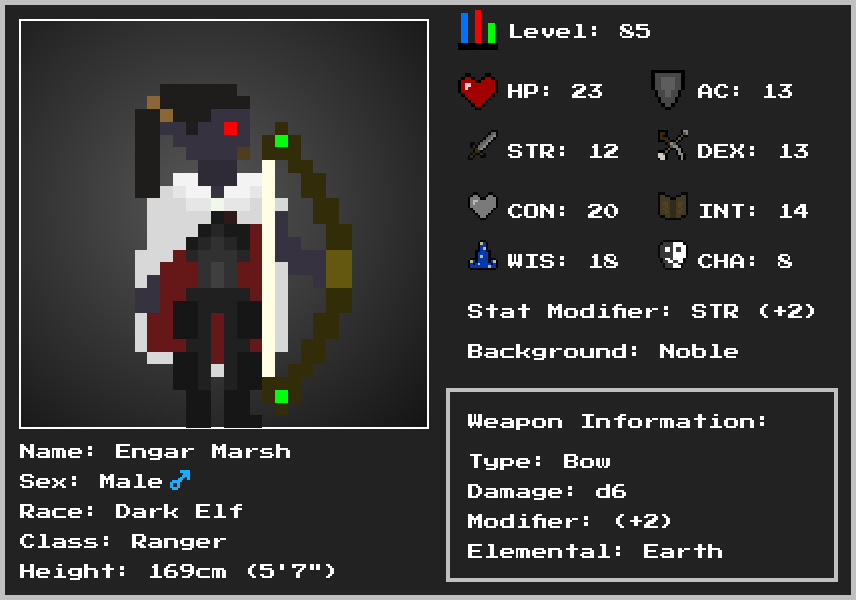 Level: 85
HP: 23 AC: 13
STR: 12 DEX: 13
CON: 20 INT: 14
WIS: 18 CHA: 8
Stat Modifier: STR (+2)
Background: Noble
Weapon Information:
Type: Bow
Damage: d6
Modifier: (+2)
Elemental: Earth
Name: Engar Marsh
Sex: Male ♂
Race: Dark Elf
Class: Ranger
Height: 169cm (5'7")